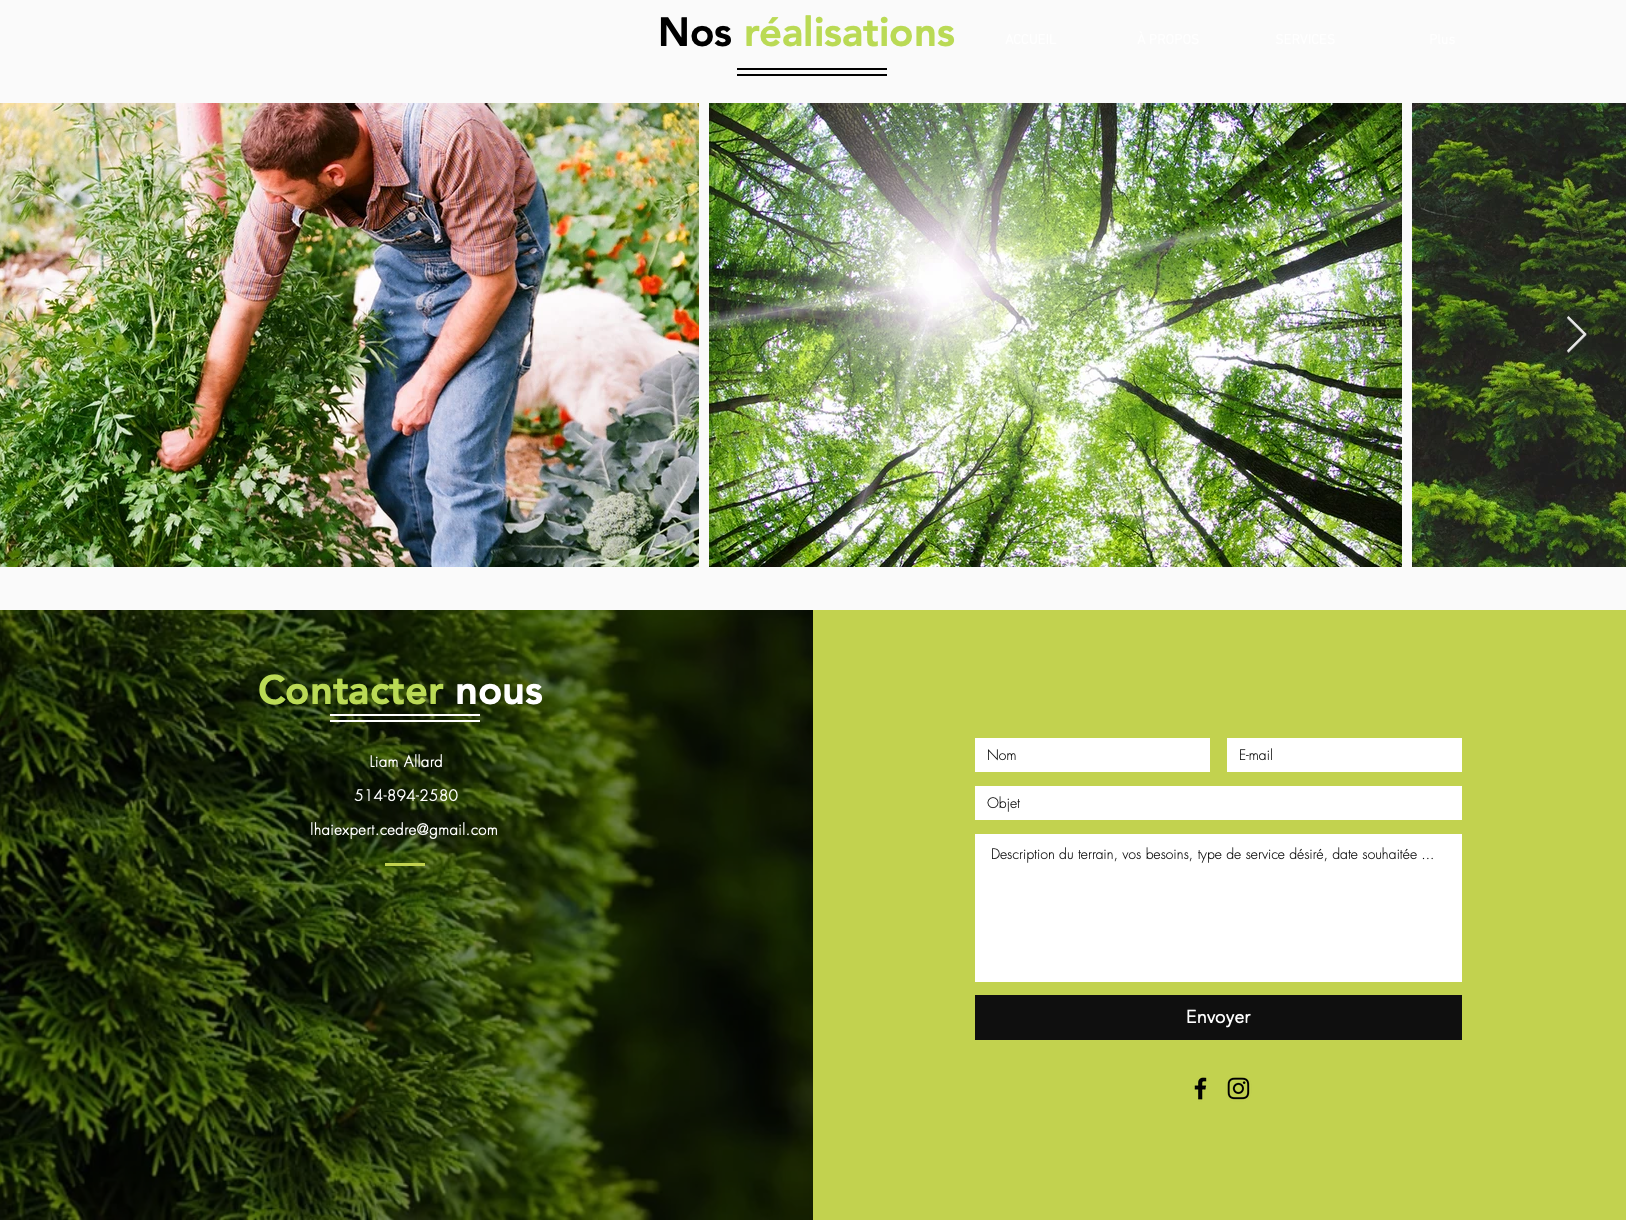 Nos réalisations
ACCUEIL À PROPOS SERVICES Plus
Contacter nous
Liam Allard
514-894-2580
lhaiexpert.cedre@gmail.com
Nom
E-mail
Objet
Description du terrain, vos besoins, type de service désiré, date souhaitée ...
Envoyer